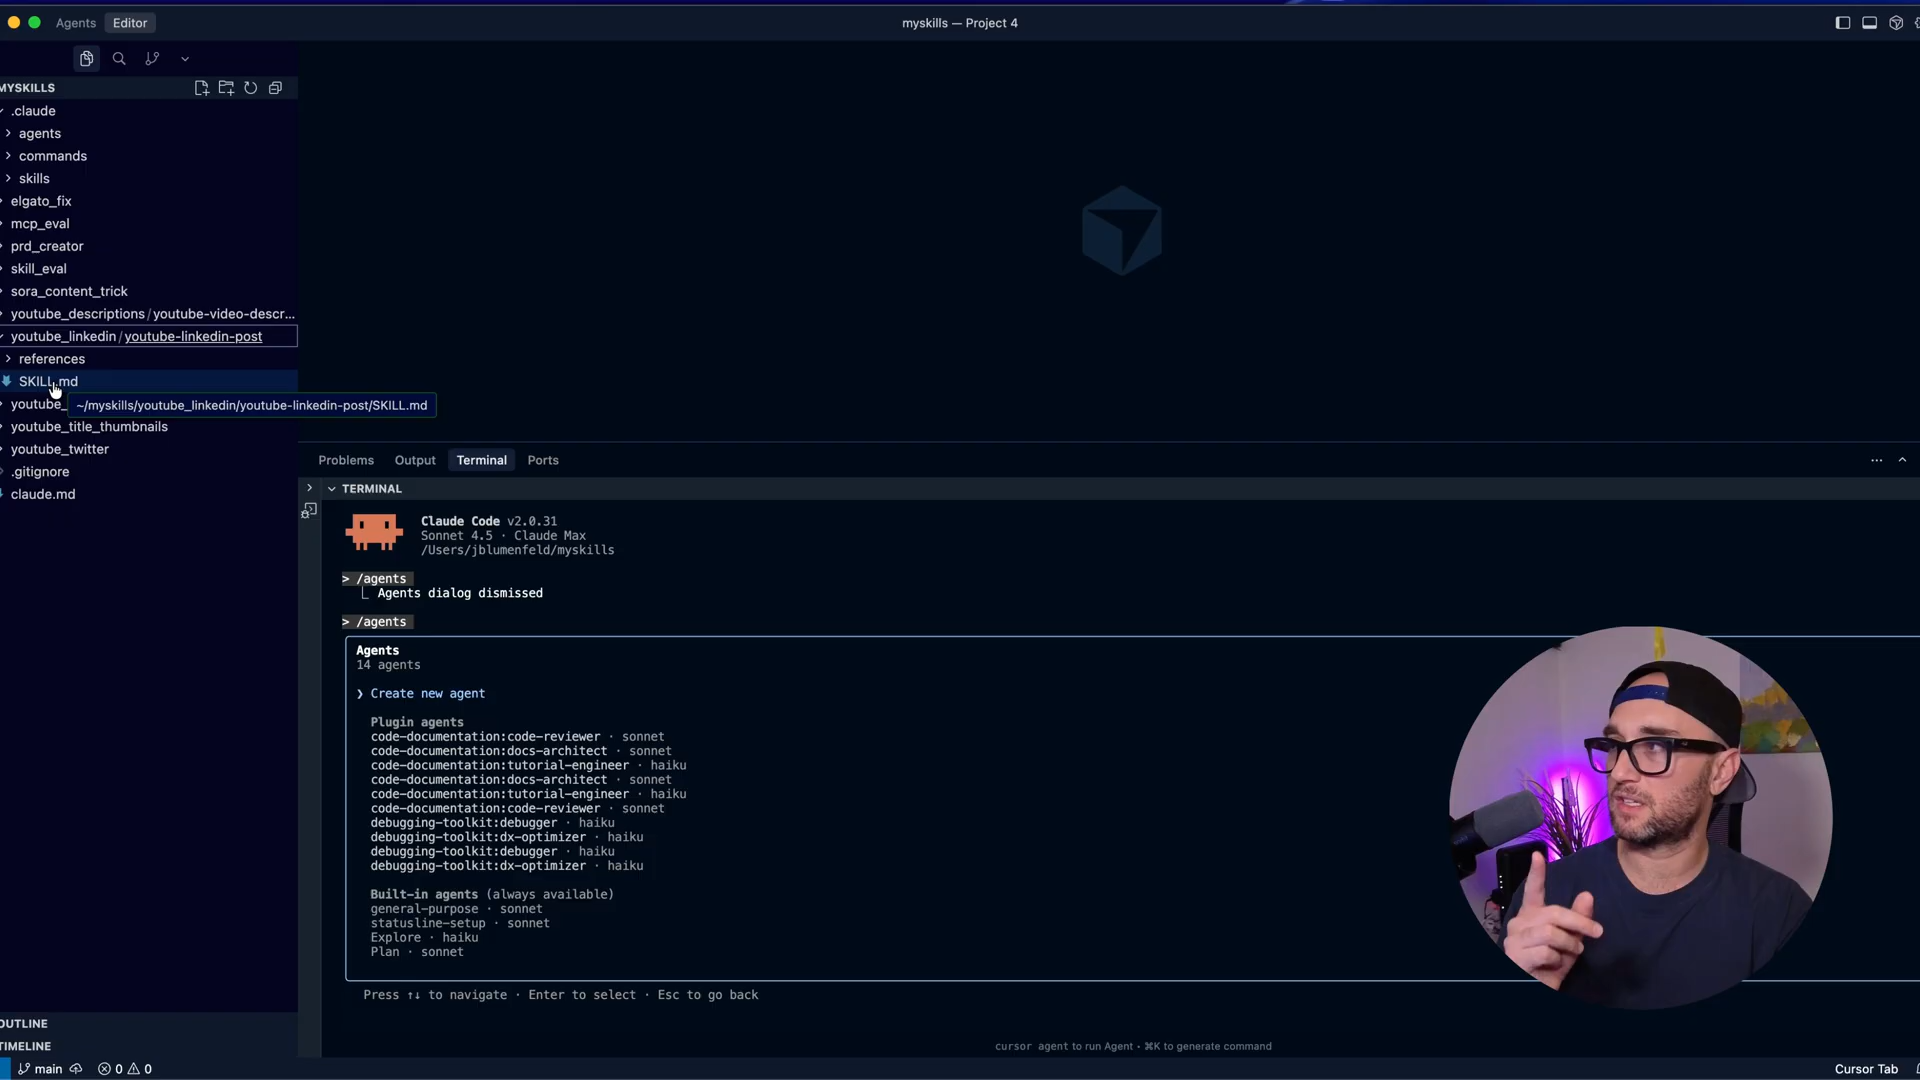 Agents Editor
myskills — Project 4
MYSKILLS
.claude
agents
commands
skills
elgato_fix
mcp_eval
prd_creator
skill_eval
sora_content_trick
youtube_descriptions/youtube-video-descr...
youtube_linkedin/youtube-linkedin-post
references
SKILL.md
youtube_
~/myskills/youtube_linkedin/youtube-linkedin-post/SKILL.md
youtube_title_thumbnails
youtube_twitter
.gitignore
claude.md
OUTLINE
TIMELINE
main 0 0
Problems Output Terminal Ports
TERMINAL
Claude Code v2.0.31
Sonnet 4.5 · Claude Max
/Users/jblumenfeld/myskills
> /agents
Agents dialog dismissed
> /agents
Agents
14 agents
❯ Create new agent
Plugin agents
code-documentation:code-reviewer · sonnet
code-documentation:docs-architect · sonnet
code-documentation:tutorial-engineer · haiku
code-documentation:docs-architect · sonnet
code-documentation:tutorial-engineer · haiku
code-documentation:code-reviewer · sonnet
debugging-toolkit:debugger · haiku
debugging-toolkit:dx-optimizer · haiku
debugging-toolkit:debugger · haiku
debugging-toolkit:dx-optimizer · haiku
Built-in agents (always available)
general-purpose · sonnet
statusline-setup · sonnet
Explore · haiku
Plan · sonnet
Press ↑↓ to navigate · Enter to select · Esc to go back
cursor agent to run Agent · ⌘K to generate command
Cursor Tab